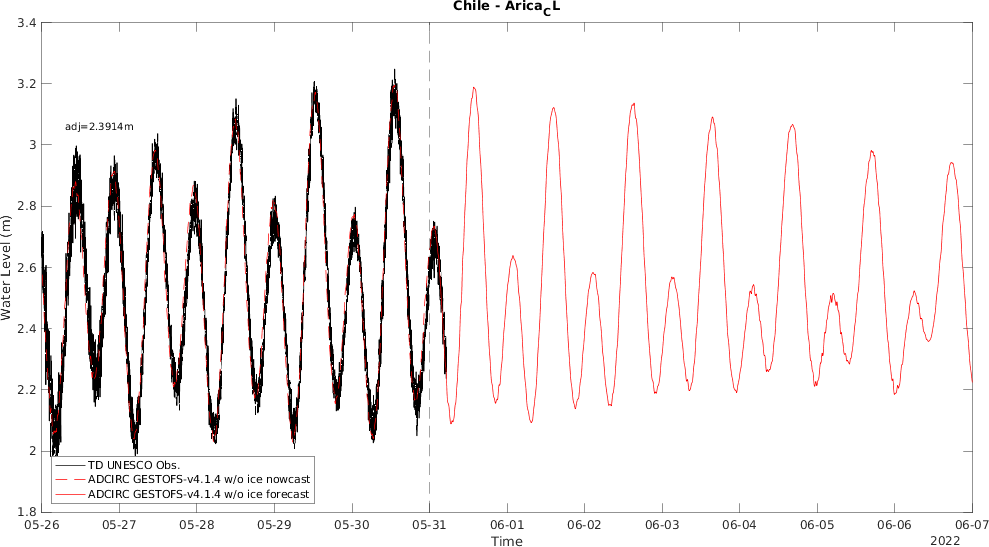 Chile - AricaCL
3.4
3.2
3
2.8
2.6
2.4
2.2
2
1.8
Water Level (m)
adj=2.3914m
TD UNESCO Obs.
ADCIRC GESTOFS-v4.1.4 w/o ice nowcast
ADCIRC GESTOFS-v4.1.4 w/o ice forecast
05-26 05-27 05-28 05-29 05-30 05-31 06-01 06-02 06-03 06-04 06-05 06-06 06-07
Time
2022